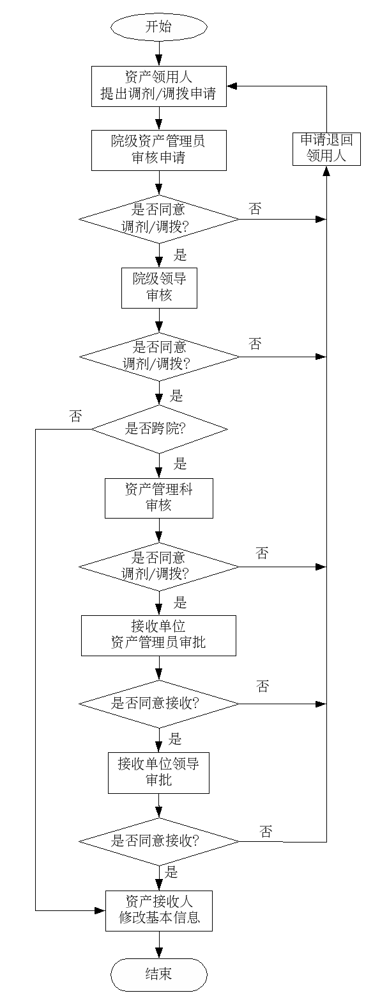 开始
资产领用人
提出调剂/调拨申请
院级资产管理员
审核申请
申请退回
领用人
是否同意
调剂/调拨?
否
是
院级领导
审核
是否同意
调剂/调拨?
否
是
否
是否跨院?
是
资产管理科
审核
是否同意
调剂/调拨?
否
是
接收单位
资产管理员审批
是否同意接收?
否
是
接收单位领导
审批
是否同意接收?
否
是
资产接收人
修改基本信息
结束